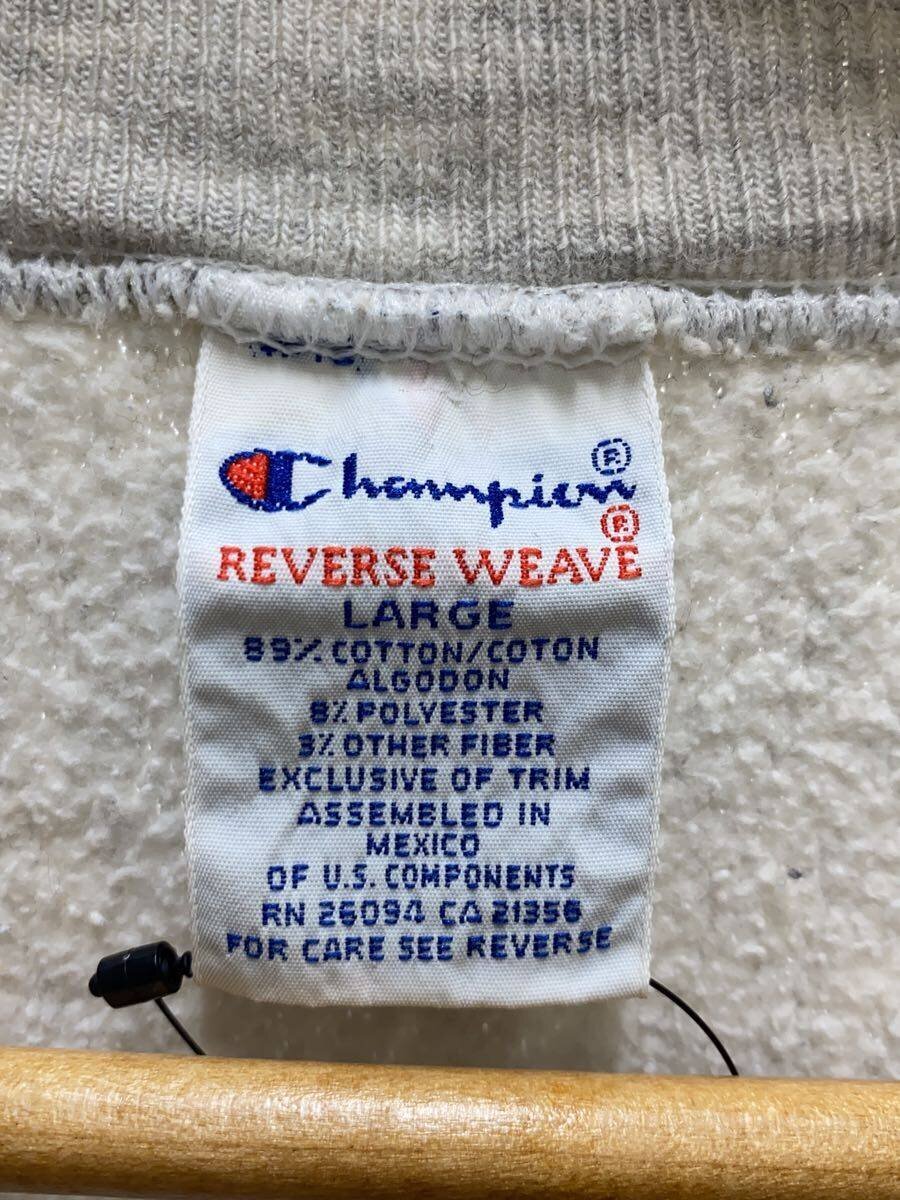 Champion®
REVERSE WEAVE®
LARGE
89% COTTON/COTON
ALGODON
8% POLYESTER
3% OTHER FIBER
EXCLUSIVE OF TRIM
ASSEMBLED IN
MEXICO
OF U.S. COMPONENTS
RN 26094 CA 21356
FOR CARE SEE REVERSE